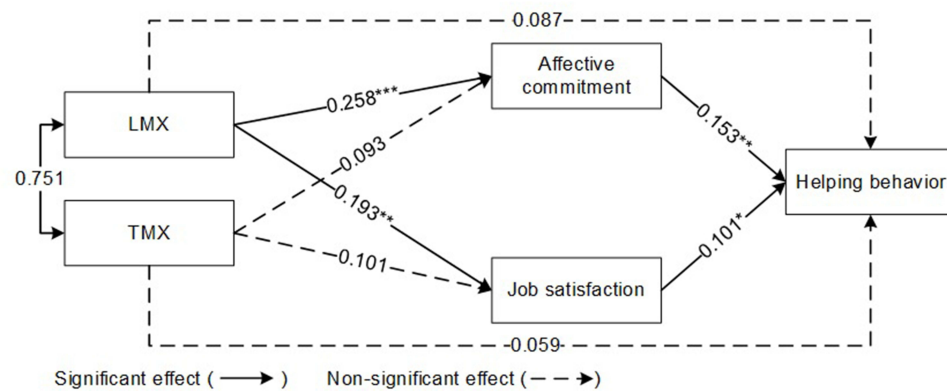 0.087
Affective
commitment
0.258***
LMX
0.153**
0.093
0.751
Helping behavior
0.193**
TMX
0.101*
0.101
Job satisfaction
0.059
Significant effect ( ) Non-significant effect ( )